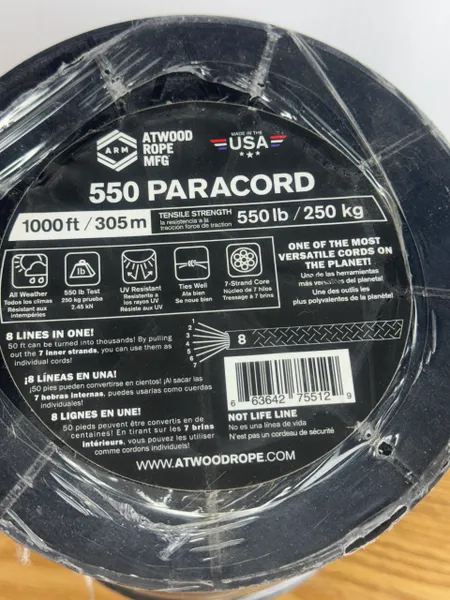 ARM
ATWOOD
ROPE
MFG
MADE IN THE
USA
550 PARACORD
1000 ft / 305 m
TENSILE STRENGTH
la resistencia a la
tracción force de traction
550 lb / 250 kg
All Weather
Todos los climas
Résistant aux
intempéries
lb
550 lb Test
250 kg prueba
2.45 kN
UV Resistant
Resistente a
los rayos UV
Résiste aux UV
Ties Well
Ata bien
Se noue bien
7-Strand Core
Núcleo de 7 hilos
Tressage à 7 brins
ONE OF THE MOST
VERSATILE CORDS ON
THE PLANET!
Una de las herramientas
más versátiles del planeta!
Une des outils les
plus polyvalentes de la planète!
8 LINES IN ONE!
50 ft can be turned into thousands! By pulling
out the 7 inner strands, you can use them as
individual cords!
1
2
3
4
5
6
7
8
¡8 LÍNEAS EN UNA!
¡50 pies pueden convertirse en cientos! ¡Al sacar las
7 hebras internas, puedes usarlas como cuerdas
individuales!
8 LIGNES EN UNE!
50 pieds peuvent être convertis en de
centaines! En tirant sur les 7 brins
intérieurs, vous pouvez les utiliser
comme cordons individuels!
6 63642 75512 9
NOT LIFE LINE
No es una línea de vida
N'est pas un cordeau de sécurité
WWW.ATWOODROPE.COM